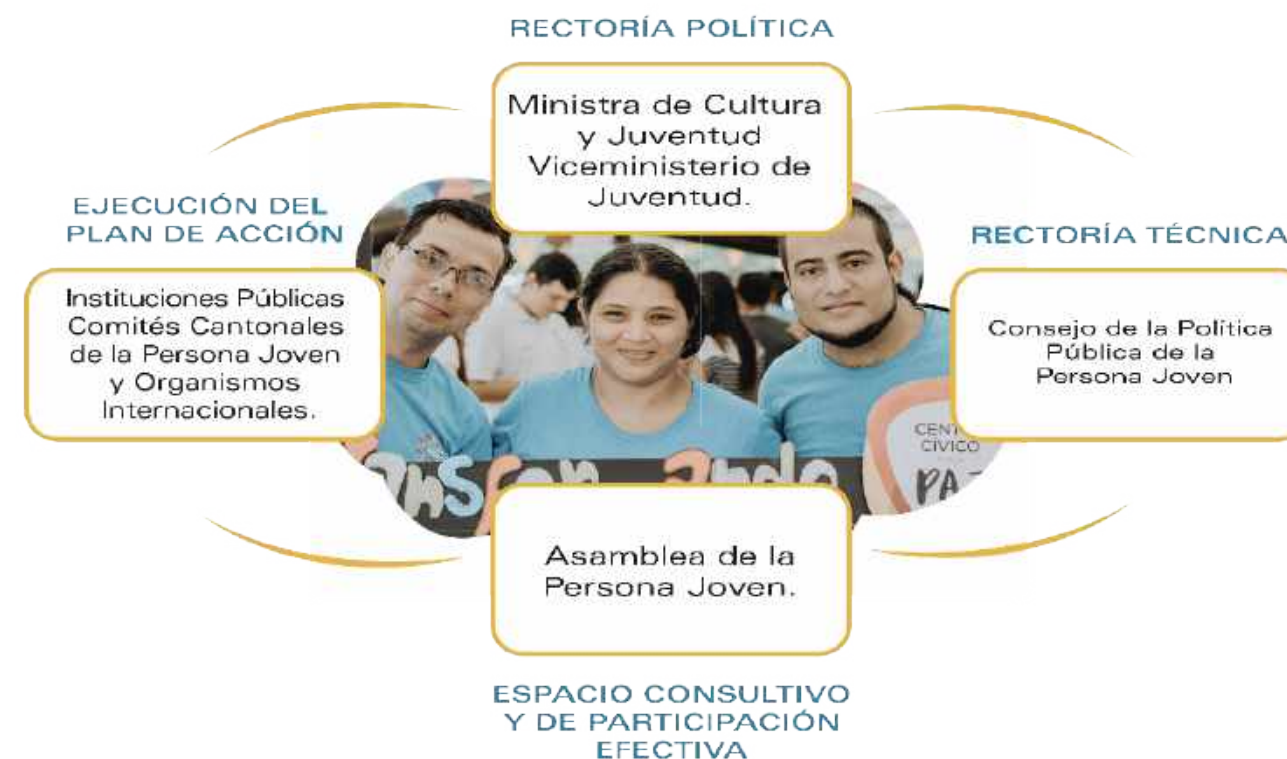 RECTORÍA POLÍTICA
Ministra de Cultura
y Juventud
Viceministerio de
Juventud.
EJECUCIÓN DEL
PLAN DE ACCIÓN
Instituciones Públicas
Comités Cantonales
de la Persona Joven
y Organismos
Internacionales.
RECTORÍA TÉCNICA
Consejo de la Política
Pública de la
Persona Joven
CÍVICO
Asamblea de la
Persona Joven.
ESPACIO CONSULTIVO
Y DE PARTICIPACIÓN
EFECTIVA